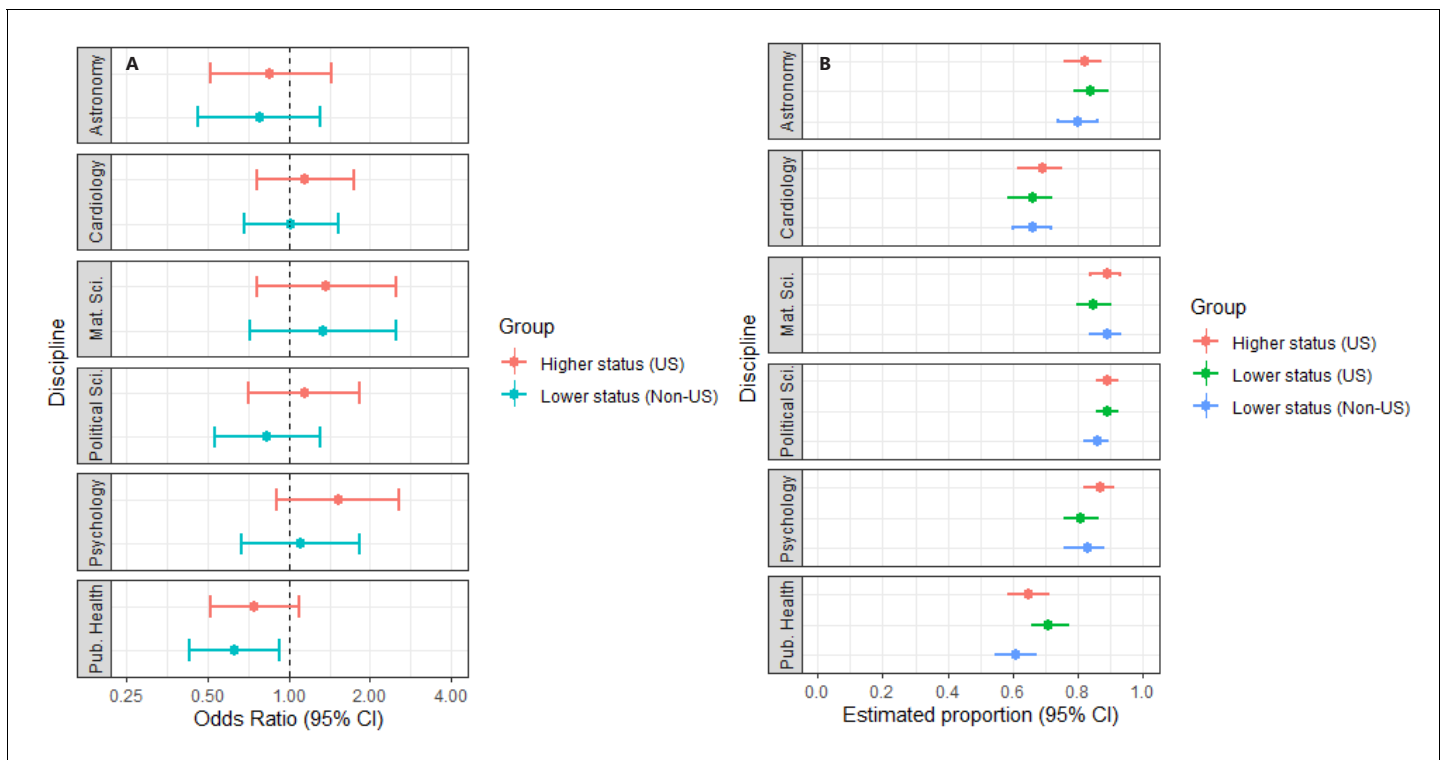 A
Discipline
Astronomy
Cardiology
Mat. Sci.
Political Sci.
Psychology
Pub. Health
0.25 0.50 1.00 2.00 4.00
Odds Ratio (95% CI)
Group
Higher status (US)
Lower status (Non-US)
B
Discipline
Astronomy
Cardiology
Mat. Sci.
Political Sci.
Psychology
Pub. Health
0.0 0.2 0.4 0.6 0.8 1.0
Estimated proportion (95% CI)
Group
Higher status (US)
Lower status (US)
Lower status (Non-US)